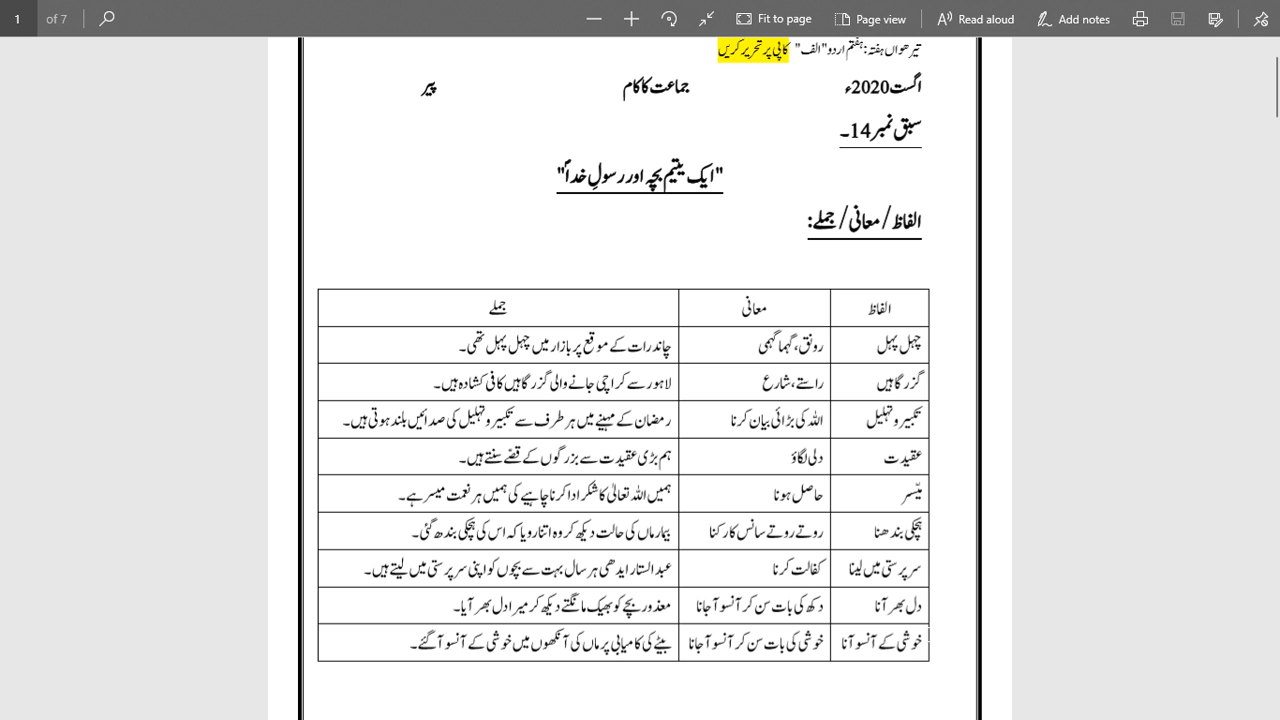 1 of 7 Fit to page Page view Read aloud Add notes
تیرھواں ہفتہ: ہفتم اردو "الف" کاپی پر تحریر کریں
اگست 2020ء جماعت کا کام پیر
سبق نمبر 14۔
"ایک یتیم بچہ اور رسولِ خداؐ"
الفاظ / معانی / جملے:
الفاظ معانی جملے
چہل پہل رونق، گہما گہمی چاند رات کے موقع پر بازار میں چہل پہل تھی۔
گزر گاہیں راستے، شارع لاہور سے کراچی جانے والی گزر گاہیں کافی کشادہ ہیں۔
تکبیر و تہلیل اللہ کی بڑائی بیان کرنا رمضان کے مہینے میں ہر طرف سے تکبیر و تہلیل کی صدائیں بلند ہوتی ہیں۔
عقیدت دلی لگاؤ ہم بڑی عقیدت سے بزرگوں کے قصّے سنتے ہیں۔
میّسر حاصل ہونا ہمیں اللہ تعالیٰ کا شکر ادا کرنا چاہیے کی ہمیں ہر نعمت میسر ہے۔
ہچکی بندھنا روتے روتے سانس کا رکنا بیمار ماں کی حالت دیکھ کر وہ اتنا رویا کہ اس کی ہچکی بندھ گئی۔
سرپرستی میں لینا کفالت کرنا عبدالستار ایدھی ہر سال بہت سے بچوں کو اپنی سرپرستی میں لیتے ہیں۔
دل بھر آنا دکھ کی بات سن کر آنسو آ جانا معذور بچے کو بھیک مانگتے دیکھ کر میرا دل بھر آیا۔
خوشی کے آنسو آنا خوشی کی بات سن کر آنسو آ جانا بیٹے کی کامیابی پر ماں کی آنکھوں میں خوشی کے آنسو آ گئے۔